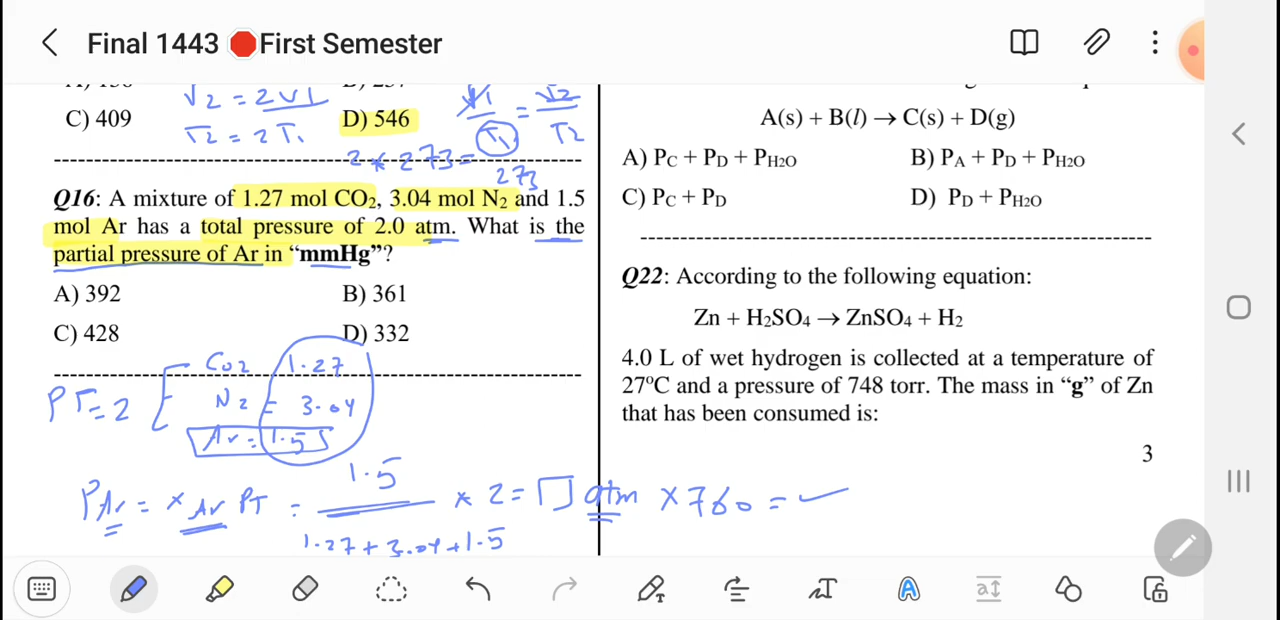 Final 1443 🛑First Semester
C) 409
D) 546
V2 = 2V1
T2 = 2T1
V1/T1 = V2/T2
2 * 273 =
273
Q16: A mixture of 1.27 mol CO2, 3.04 mol N2 and 1.5
mol Ar has a total pressure of 2.0 atm. What is the
partial pressure of Ar in “mmHg”?
A) 392
B) 361
C) 428
D) 332
PT = 2
CO2 1.27
N2 = 3.04
Ar = 1.5
PAr = xAr PT = 1.5 / 1.27+3.04+1.5 * 2 = □ atm × 760 =
A(s) + B(l) → C(s) + D(g)
A) PC + PD + PH2O
B) PA + PD + PH2O
C) PC + PD
D) PD + PH2O
Q22: According to the following equation:
Zn + H2SO4 → ZnSO4 + H2
4.0 L of wet hydrogen is collected at a temperature of
27ºC and a pressure of 748 torr. The mass in “g” of Zn
that has been consumed is:
3